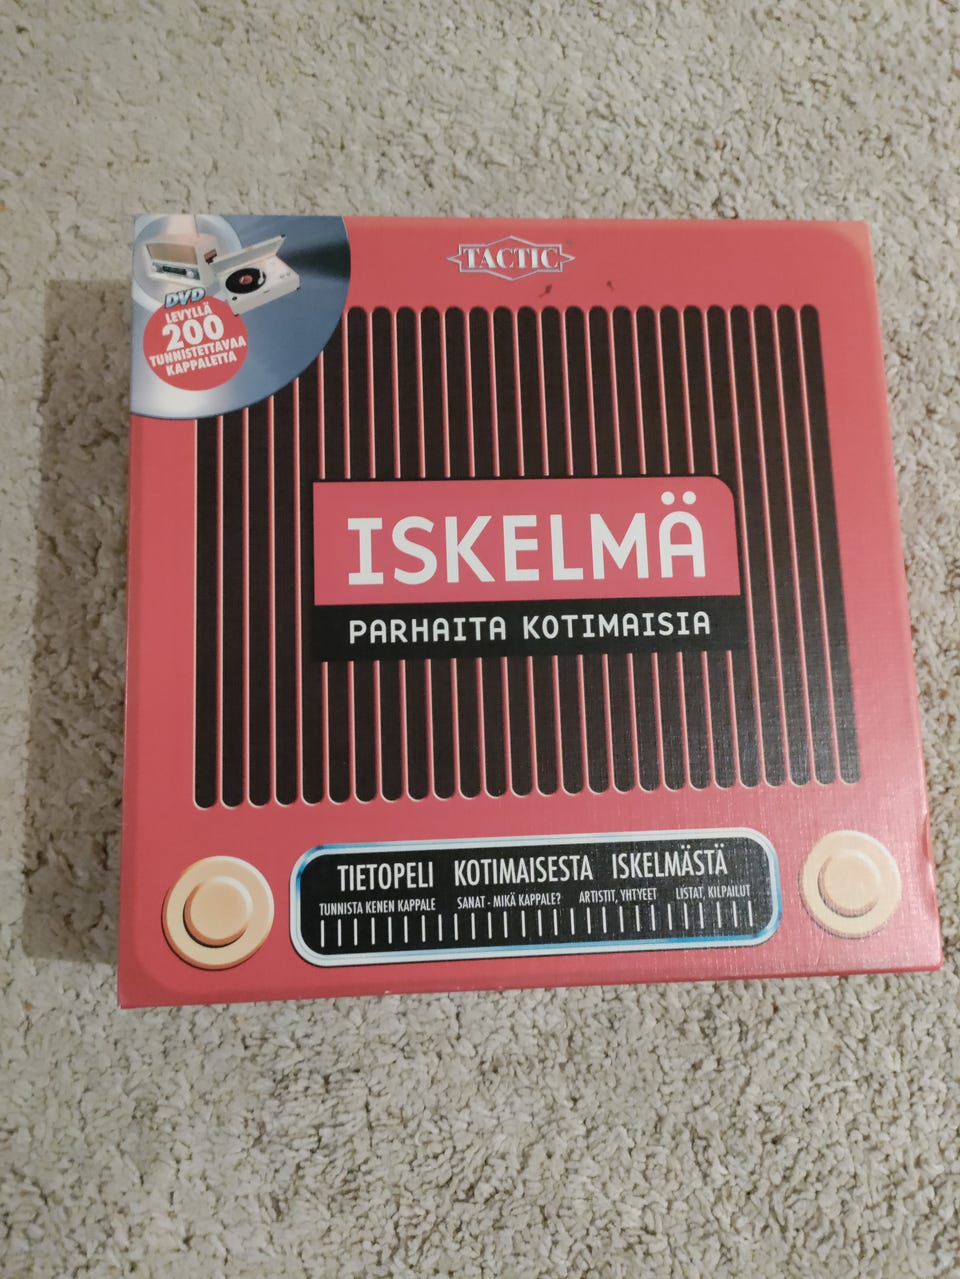 TACTIC
DVD
LEVYLLÄ
200
TUNNISTETTAVAA
KAPPALETTA
ISKELMÄ
PARHAITA KOTIMAISIA
TIETOPELI KOTIMAISESTA ISKELMÄSTÄ
TUNNISTA KENEN KAPPALE SANAT - MIKÄ KAPPALE? ARTISTIT, YHTYEET LISTAT, KILPAILUT